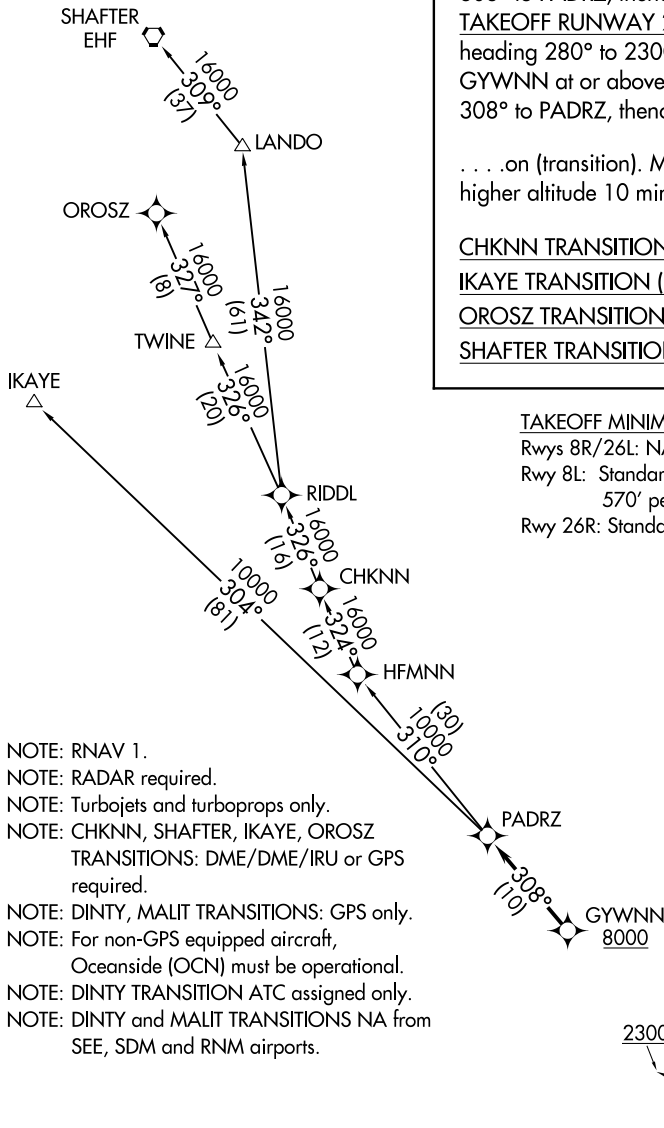 SHAFTER
EHF
16000
309°
(37)
LANDO
OROSZ
16000
327°
(8)
16000
342°
(61)
TWINE
16000
326°
(20)
IKAYE
RIDDL
16000
326°
(16)
CHKNN
10000
304°
(81)
16000
324°
(12)
HFMNN
(30)
10000
310°
PADRZ
308°
(10)
GYWNN
8000
TAKEOFF RUNWAY
heading 280° to 230
GYWNN at or above
308° to PADRZ, then
. . . .on (transition). M
higher altitude 10 min
CHKNN TRANSITION
IKAYE TRANSITION (
OROSZ TRANSITION
SHAFTER TRANSITIO
TAKEOFF MINIM
Rwys 8R/26L: N
Rwy 8L: Standar
570' pe
Rwy 26R: Standa
NOTE: RNAV 1.
NOTE: RADAR required.
NOTE: Turbojets and turboprops only.
NOTE: CHKNN, SHAFTER, IKAYE, OROSZ
TRANSITIONS: DME/DME/IRU or GPS
required.
NOTE: DINTY, MALIT TRANSITIONS: GPS only.
NOTE: For non-GPS equipped aircraft,
Oceanside (OCN) must be operational.
NOTE: DINTY TRANSITION ATC assigned only.
NOTE: DINTY and MALIT TRANSITIONS NA from
SEE, SDM and RNM airports.
2300